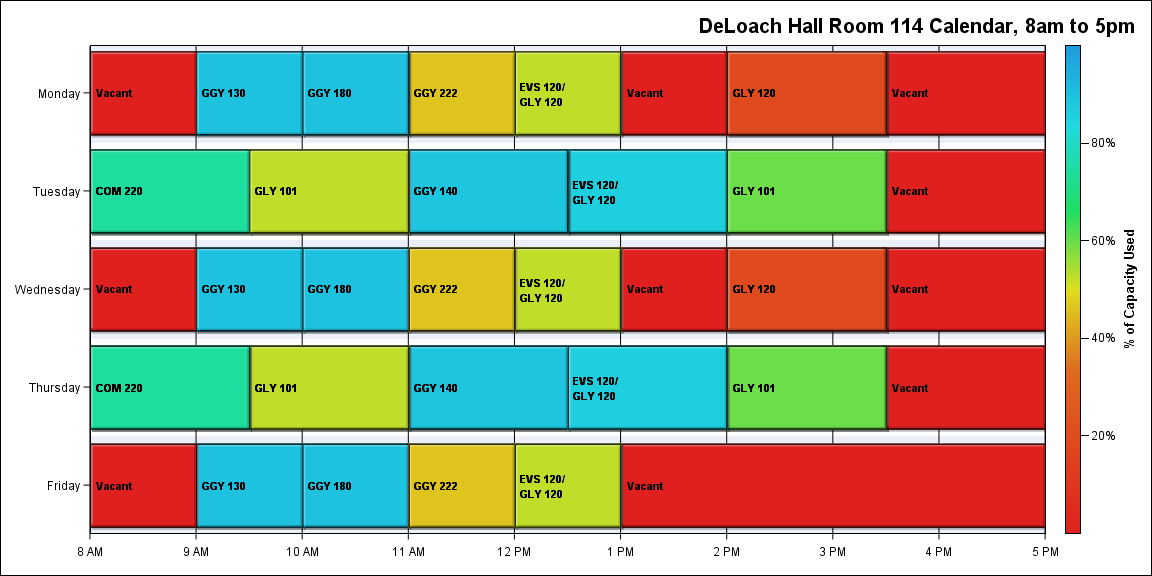 DeLoach Hall Room 114 Calendar, 8am to 5pm
Monday
Vacant
GGY 130
GGY 180
GGY 222
EVS 120/
GLY 120
Vacant
GLY 120
Vacant
Tuesday
COM 220
GLY 101
GGY 140
EVS 120/
GLY 120
GLY 101
Vacant
Wednesday
Vacant
GGY 130
GGY 180
GGY 222
EVS 120/
GLY 120
Vacant
GLY 120
Vacant
Thursday
COM 220
GLY 101
GGY 140
EVS 120/
GLY 120
GLY 101
Vacant
Friday
Vacant
GGY 130
GGY 180
GGY 222
EVS 120/
GLY 120
Vacant
8 AM
9 AM
10 AM
11 AM
12 PM
1 PM
2 PM
3 PM
4 PM
5 PM
80%
60%
40%
20%
% of Capacity Used